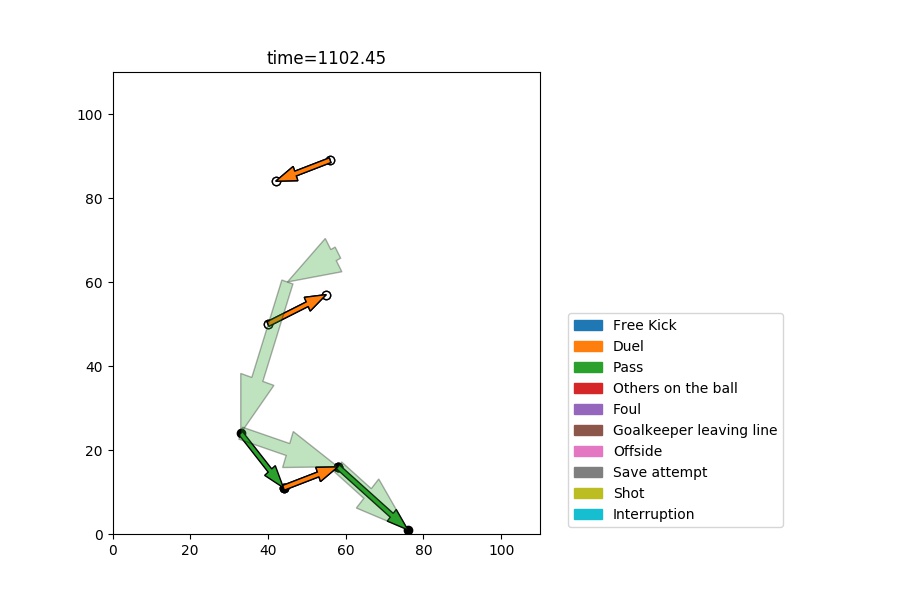 time=1102.45
100
80
60
40
20
0
0 20 40 60 80 100
Free Kick
Duel
Pass
Others on the ball
Foul
Goalkeeper leaving line
Offside
Save attempt
Shot
Interruption